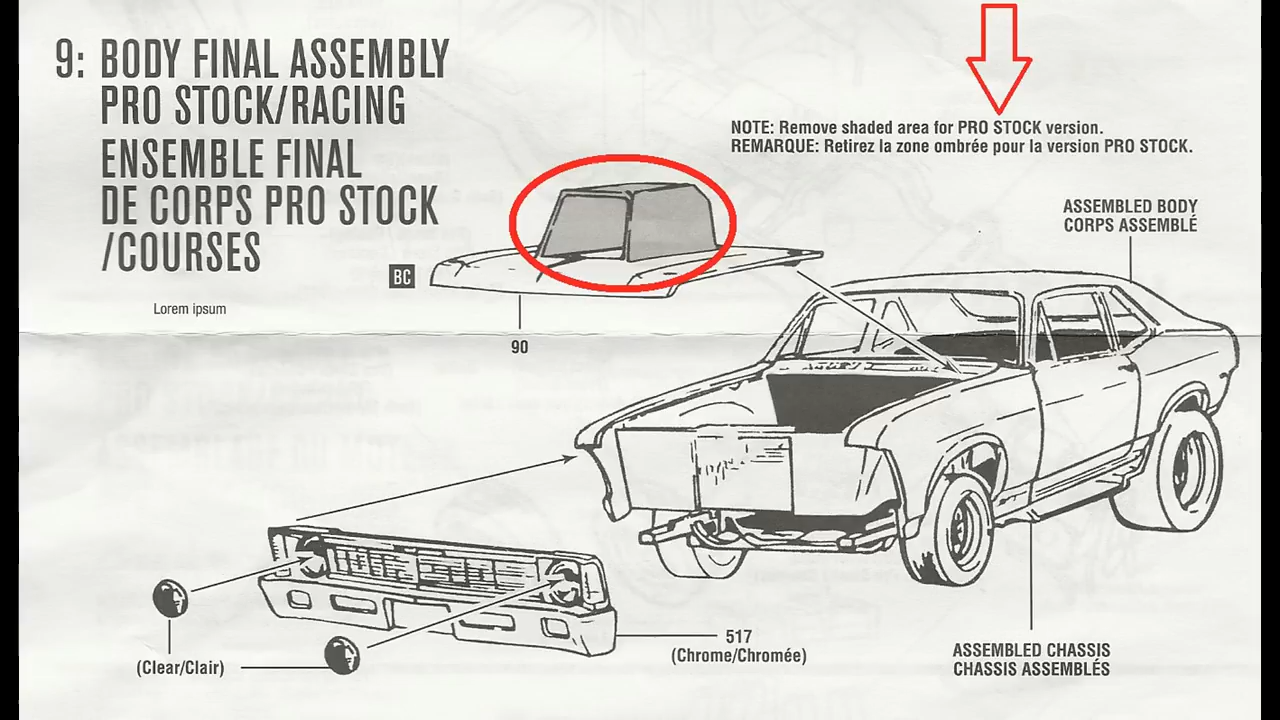 9: BODY FINAL ASSEMBLY
PRO STOCK/RACING
ENSEMBLE FINAL
DE CORPS PRO STOCK
/COURSES
Lorem ipsum
NOTE: Remove shaded area for PRO STOCK version.
REMARQUE: Retirez la zone ombrée pour la version PRO STOCK.
ASSEMBLED BODY
CORPS ASSEMBLÉ
BC
90
517
(Chrome/Chromée)
(Clear/Clair)
ASSEMBLED CHASSIS
CHASSIS ASSEMBLÉS